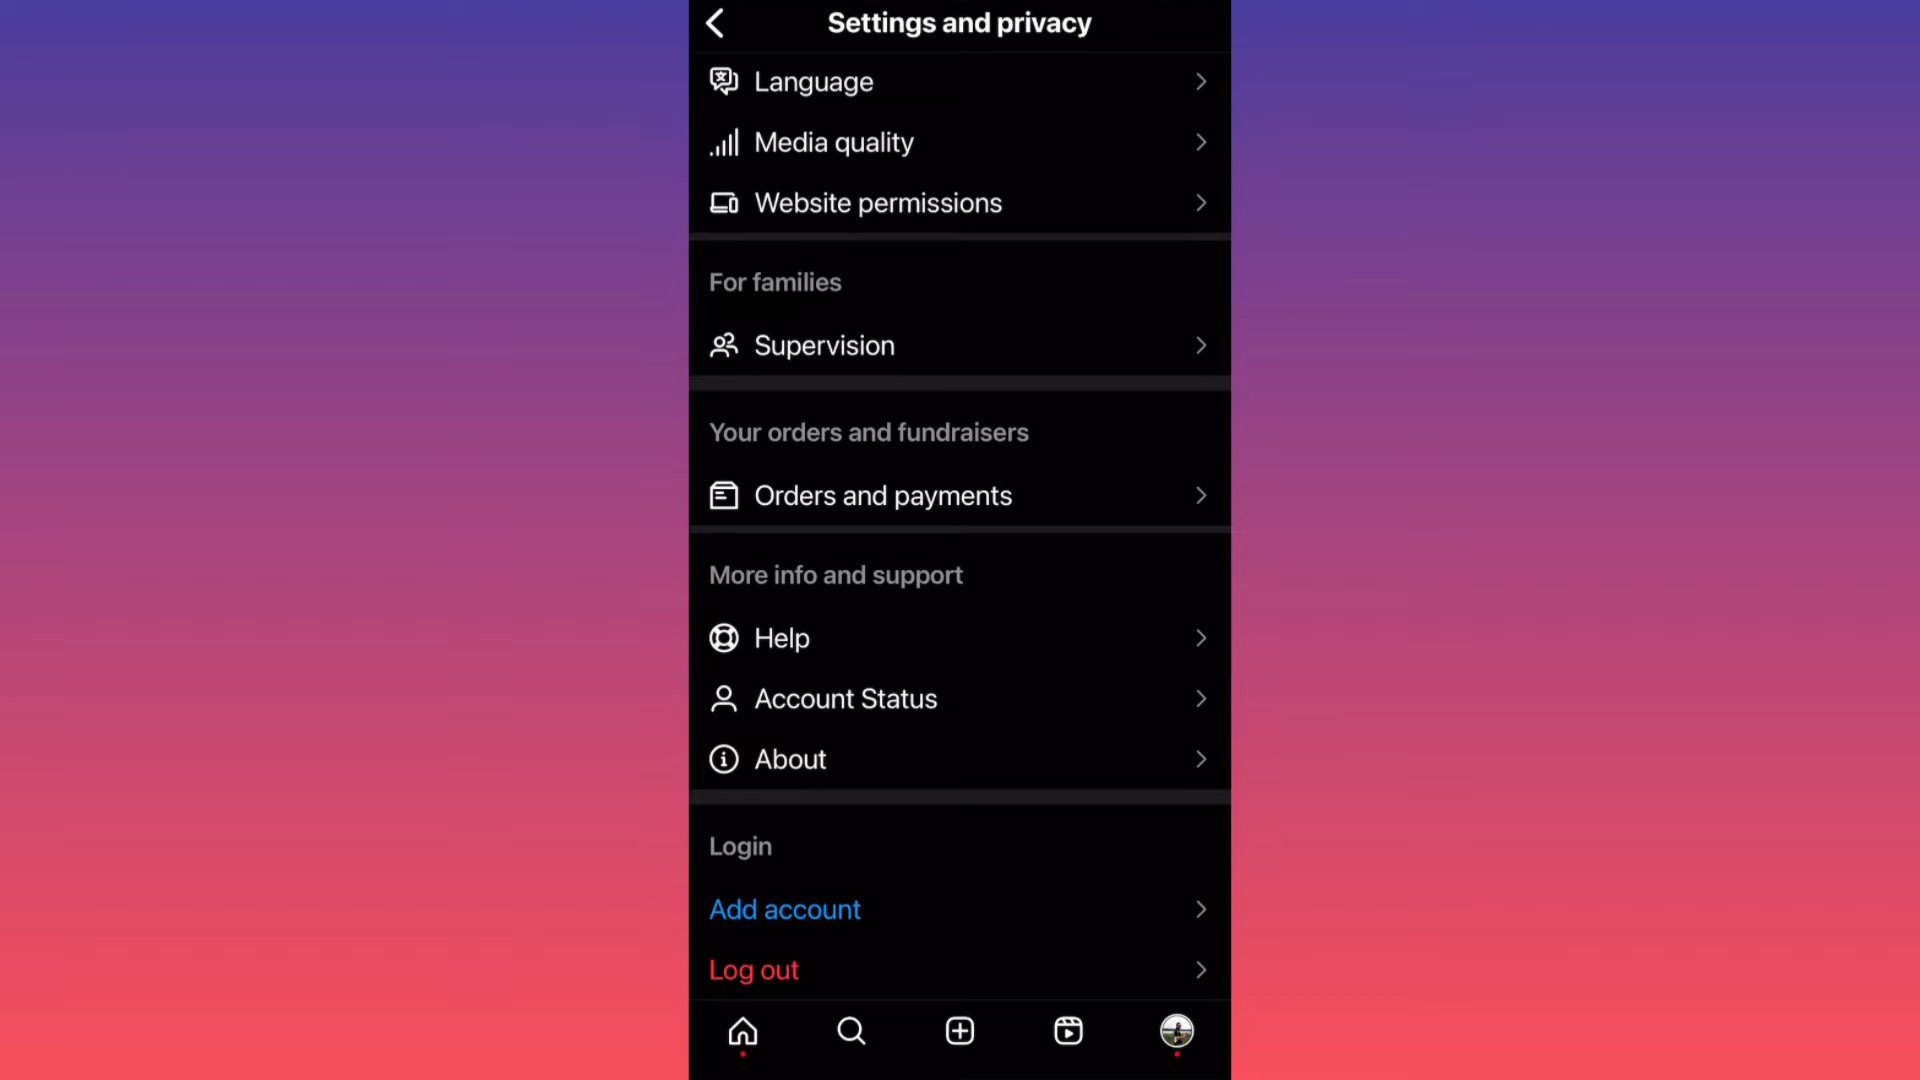 Settings and privacy
Language
Media quality
Website permissions
For families
Supervision
Your orders and fundraisers
Orders and payments
More info and support
Help
Account Status
About
Login
Add account
Log out